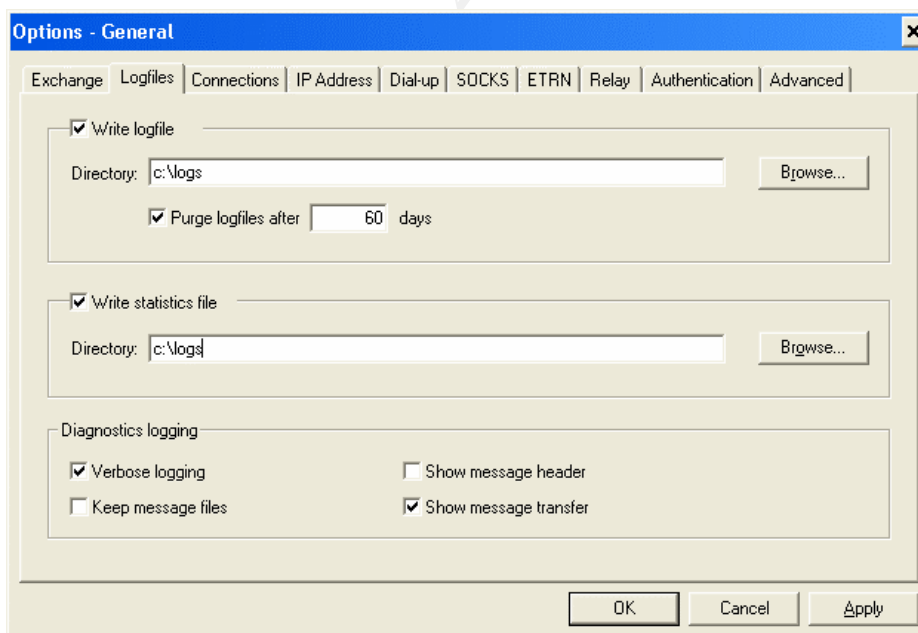 Options - General
Exchange Logfiles Connections IP Address Dial-up SOCKS ETRN Relay Authentication Advanced
Write logfile
Directory: c:\logs Browse...
Purge logfiles after 60 days
Write statistics file
Directory: c:\logs Browse...
Diagnostics logging
Verbose logging Show message header
Keep message files Show message transfer
OK Cancel Apply